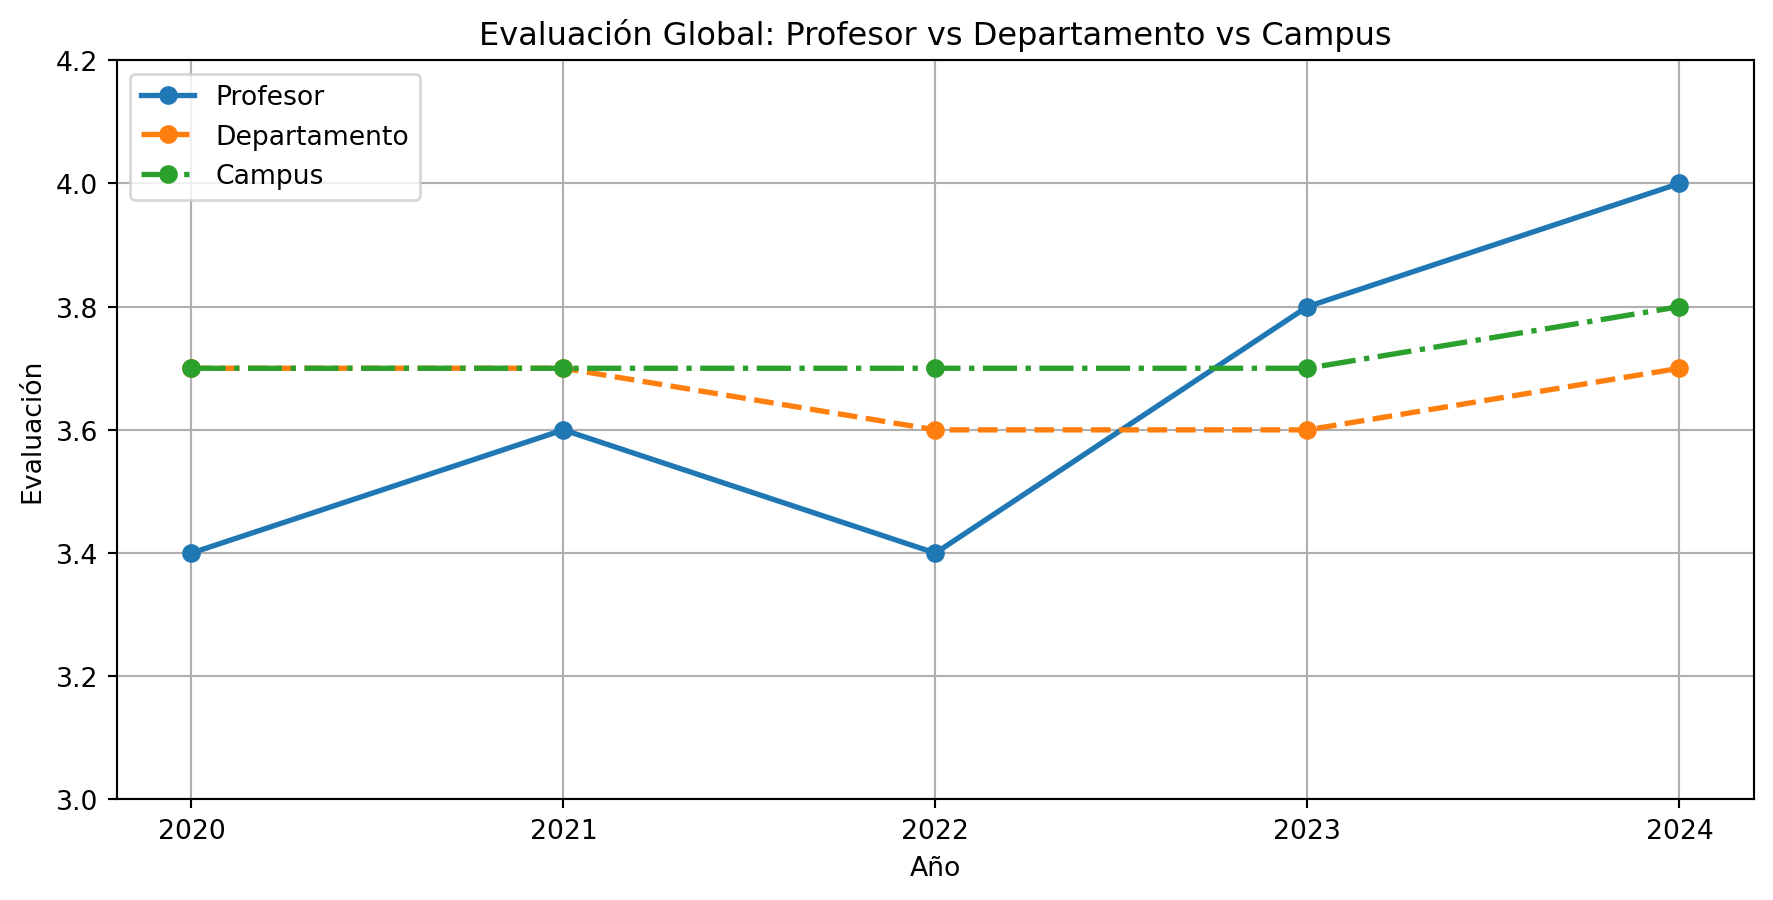 Evaluación Global: Profesor vs Departamento vs Campus
4.2
4.0
3.8
3.6
3.4
3.2
3.0
Evaluación
Profesor
Departamento
Campus
2020 2021 2022 2023 2024
Año